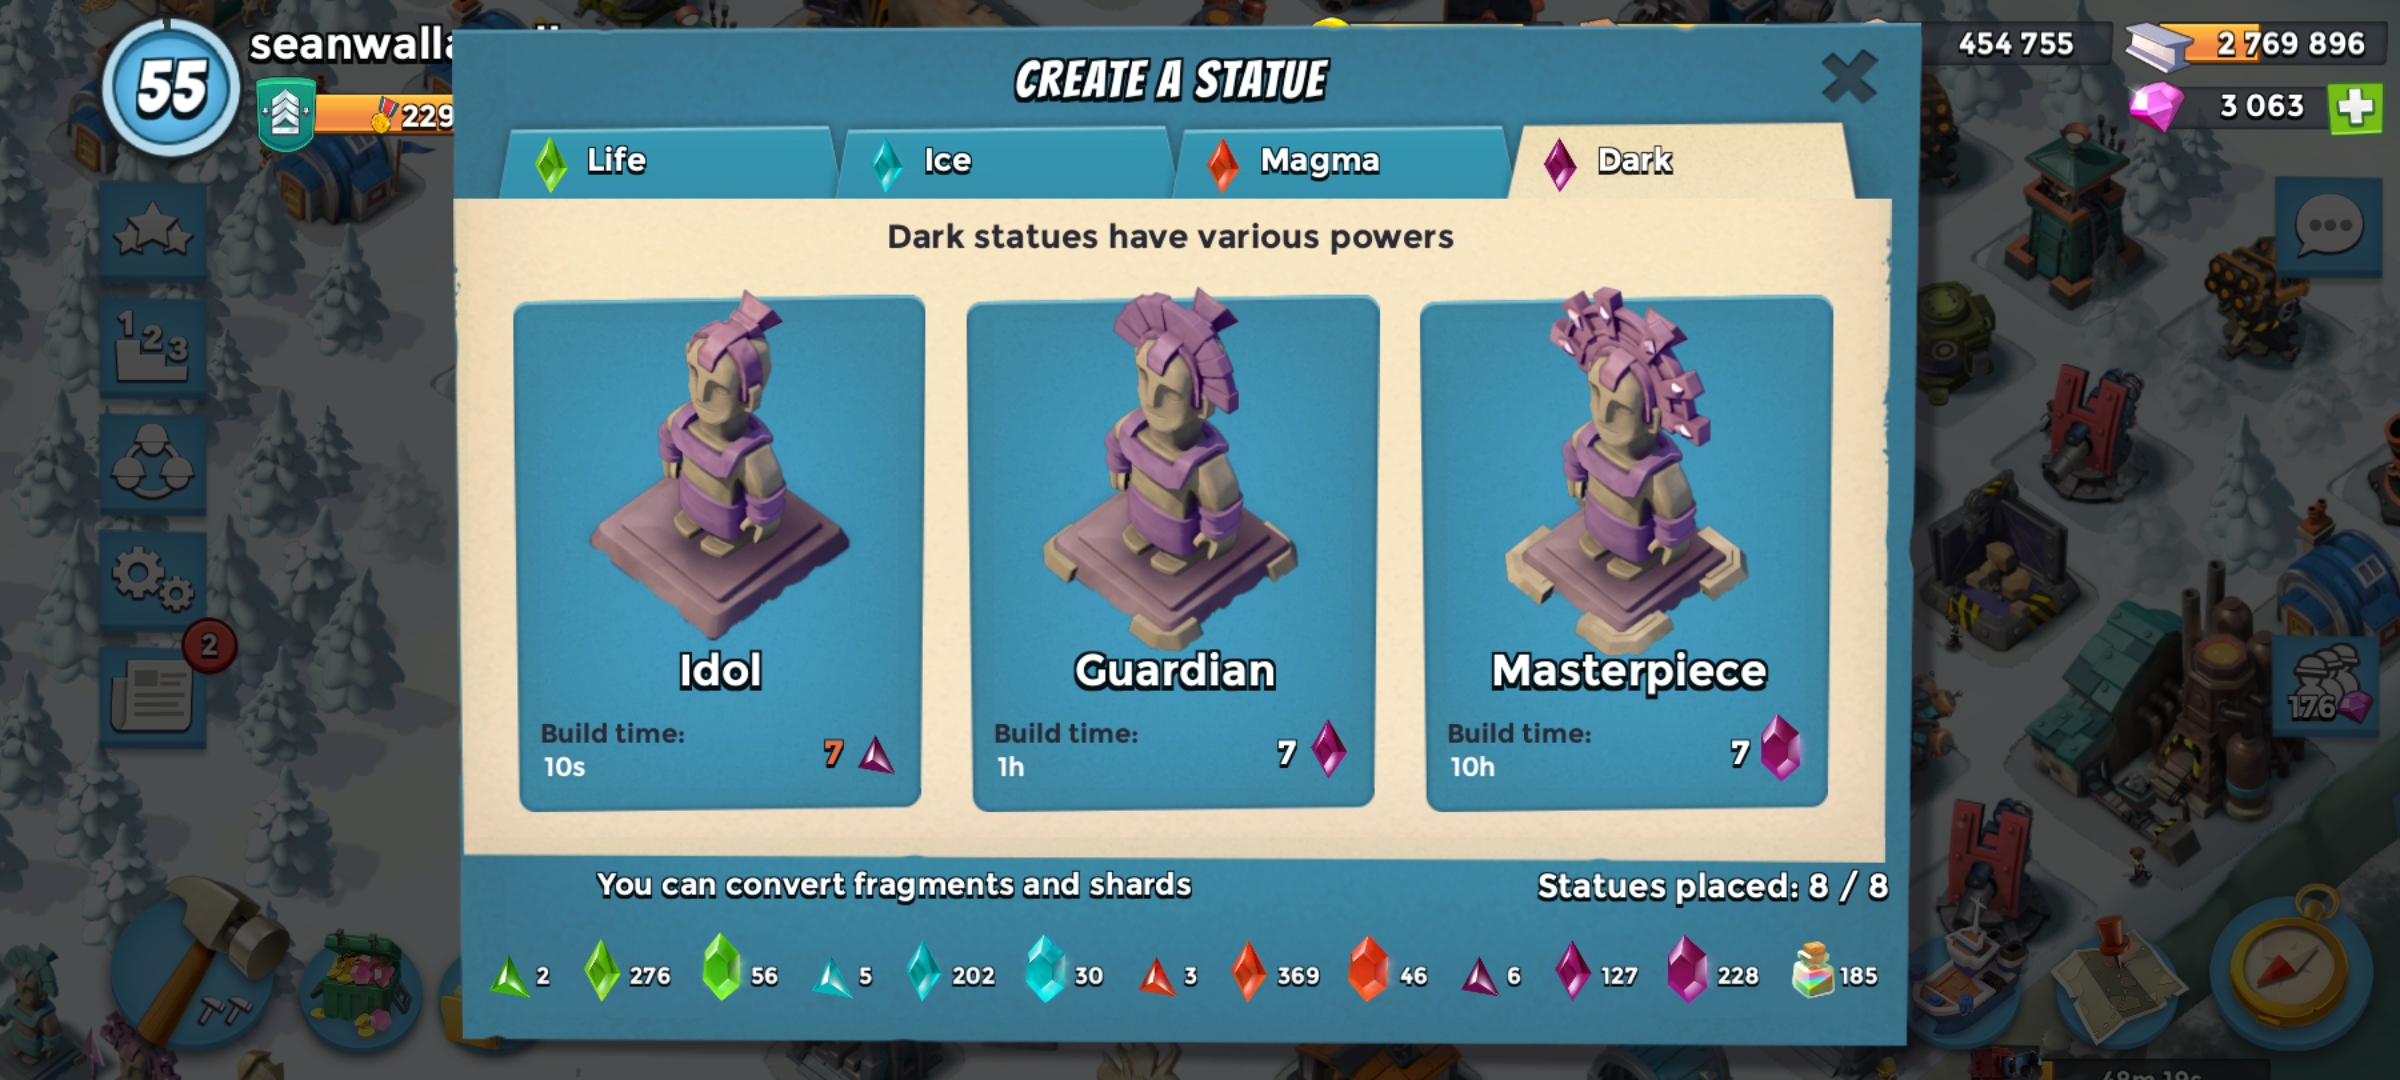 55
229
CREATE A STATUE
454 755
2 769 896
3 063
Life
Ice
Magma
Dark
Dark statues have various powers
1 2 3
2
Idol
Build time:
10s
7
Guardian
Build time:
1h
7
Masterpiece
Build time:
10h
7
176
You can convert fragments and shards
Statues placed: 8 / 8
2 276 56 5 202 30 3 369 46 6 127 228 185